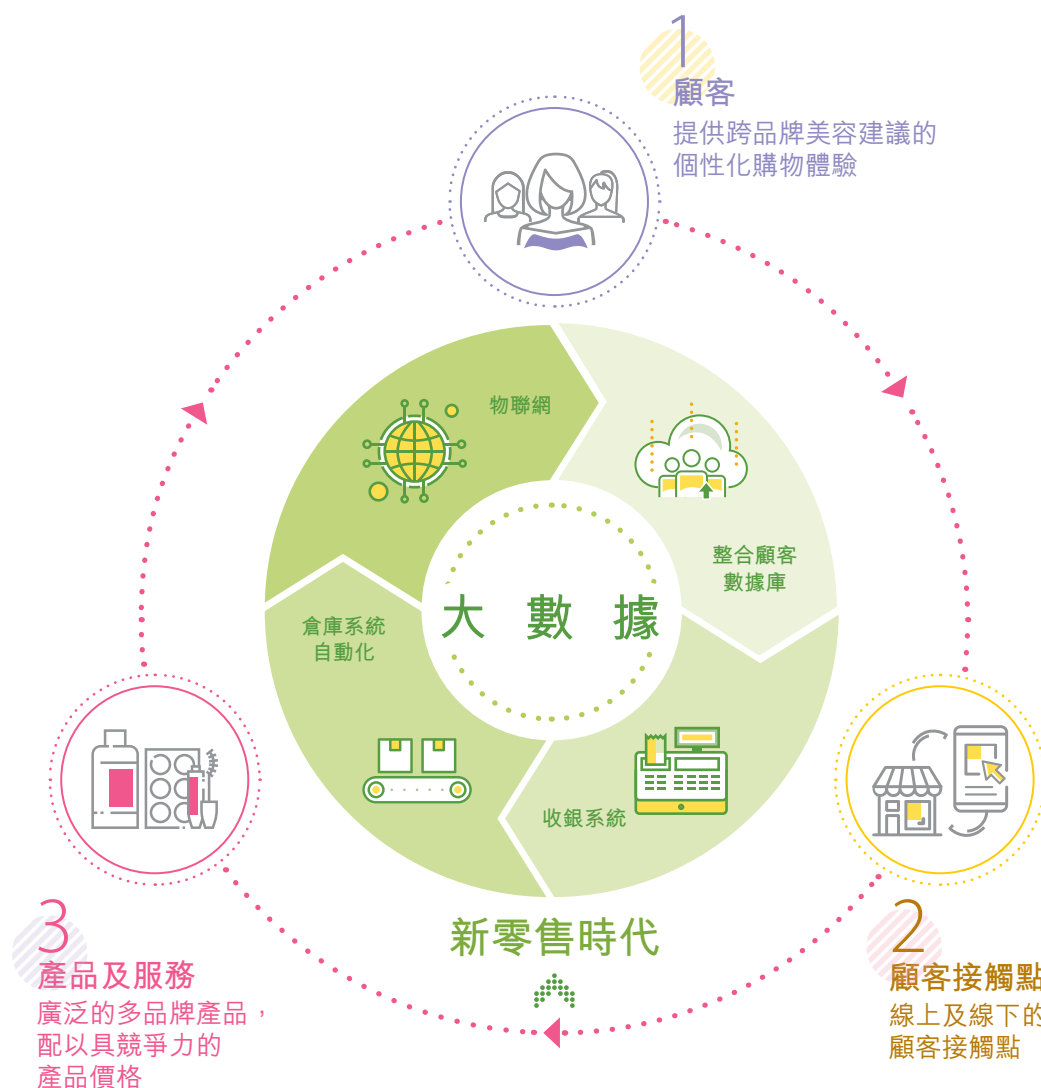 1
顧客
提供跨品牌美容建議的
個性化購物體驗
物聯網
整合顧客
數據庫
大數據
倉庫系統
自動化
收銀系統
新零售時代
2
顧客接觸點
線上及線下的
顧客接觸點
3
產品及服務
廣泛的多品牌產品，
配以具競爭力的
產品價格